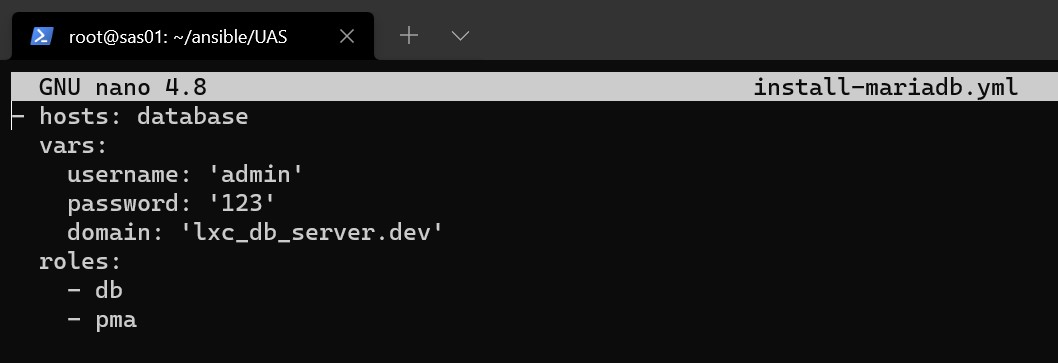 root@sas01: ~/ansible/UAS
GNU nano 4.8 install-mariadb.yml
- hosts: database
  vars:
    username: 'admin'
    password: '123'
    domain: 'lxc_db_server.dev'
  roles:
    - db
    - pma